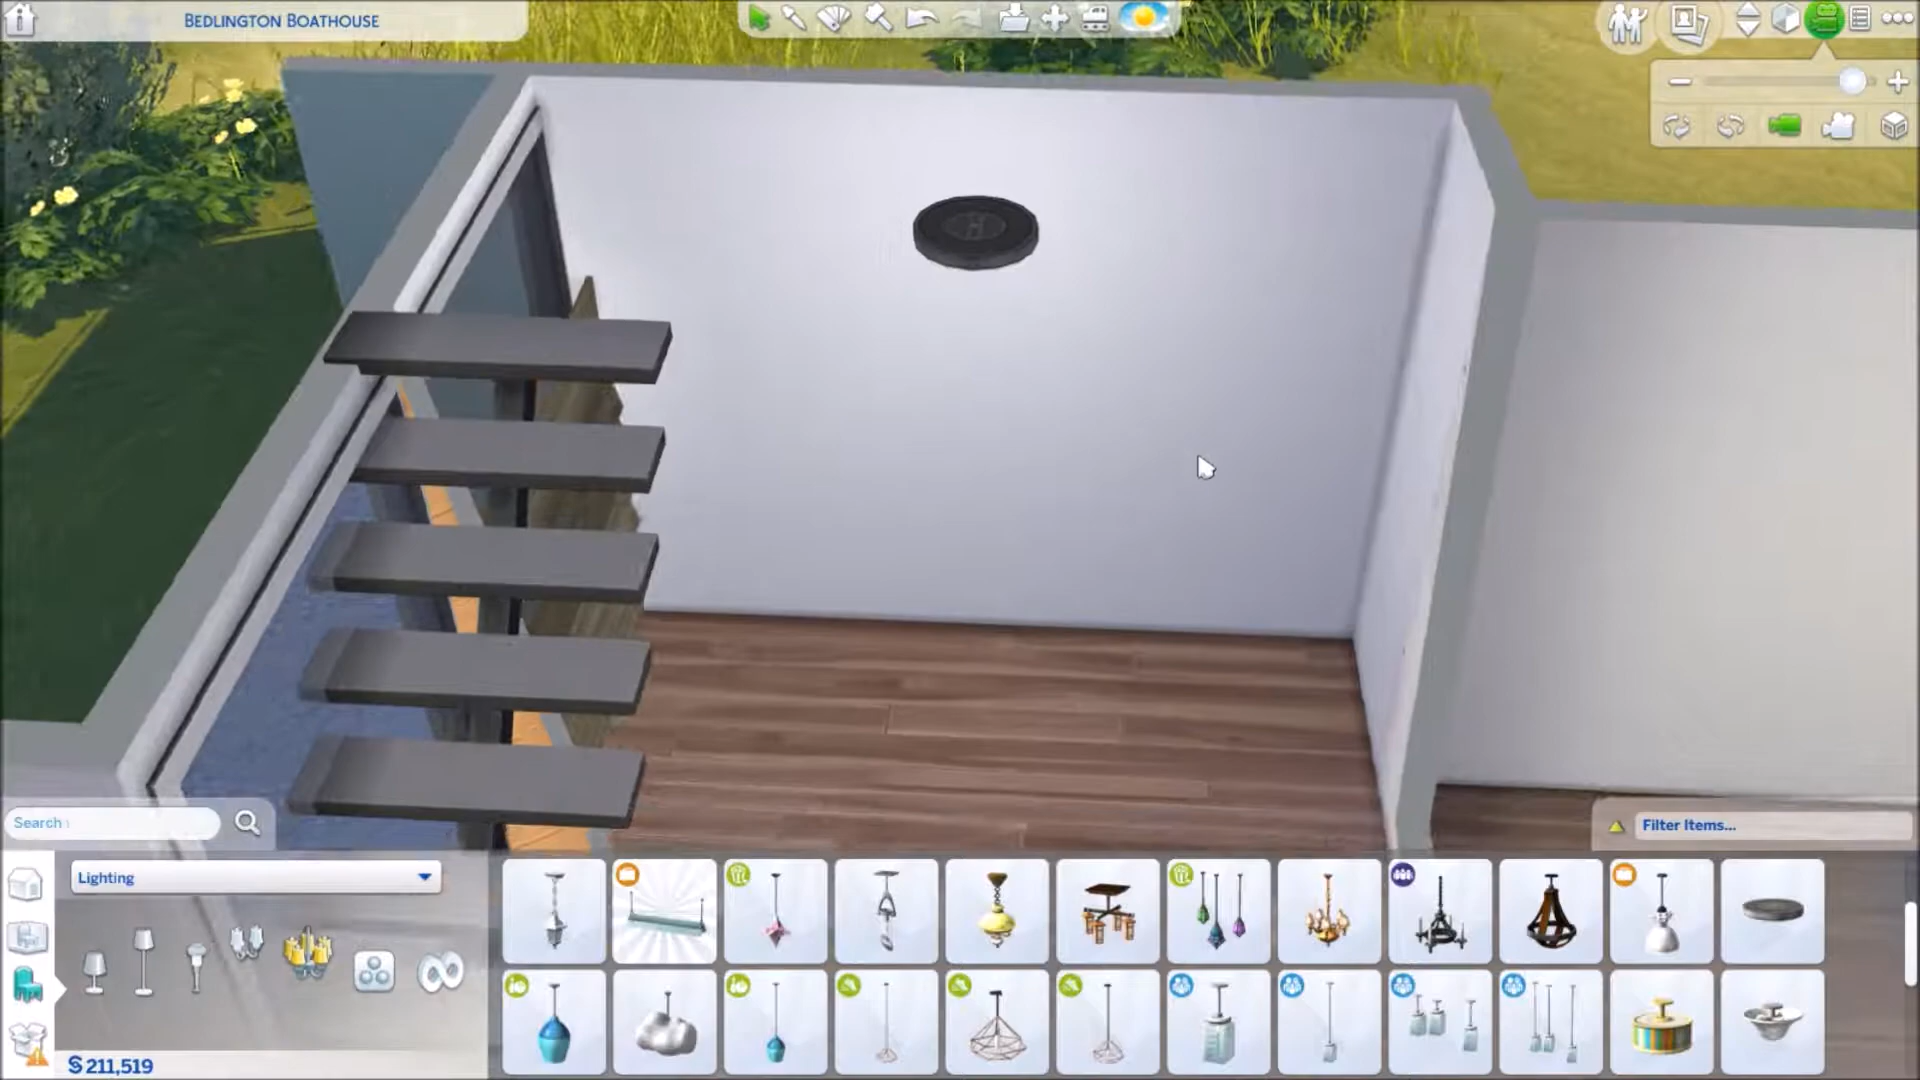 BEDLINGTON BOATHOUSE
Search
Filter Items...
Lighting
§211,519